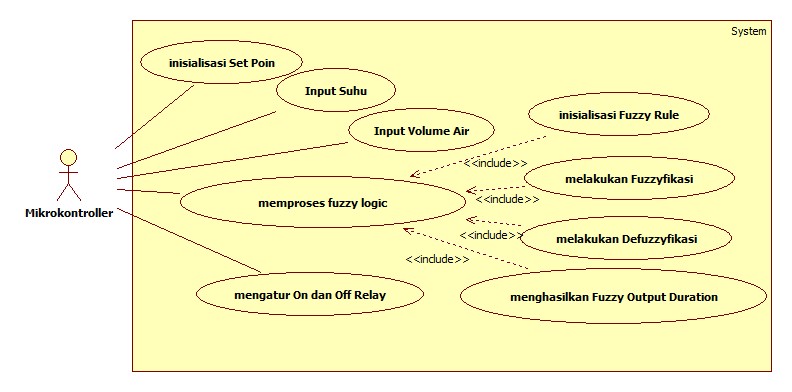 System
inisialisasi Set Poin
Input Suhu
Input Volume Air
inisialisasi Fuzzy Rule
<<include>>
melakukan Fuzzyfikasi
<<include>>
memproses fuzzy logic
Mikrokontroller
<<include>>
melakukan Defuzzyfikasi
<<include>>
mengatur On dan Off Relay
menghasilkan Fuzzy Output Duration